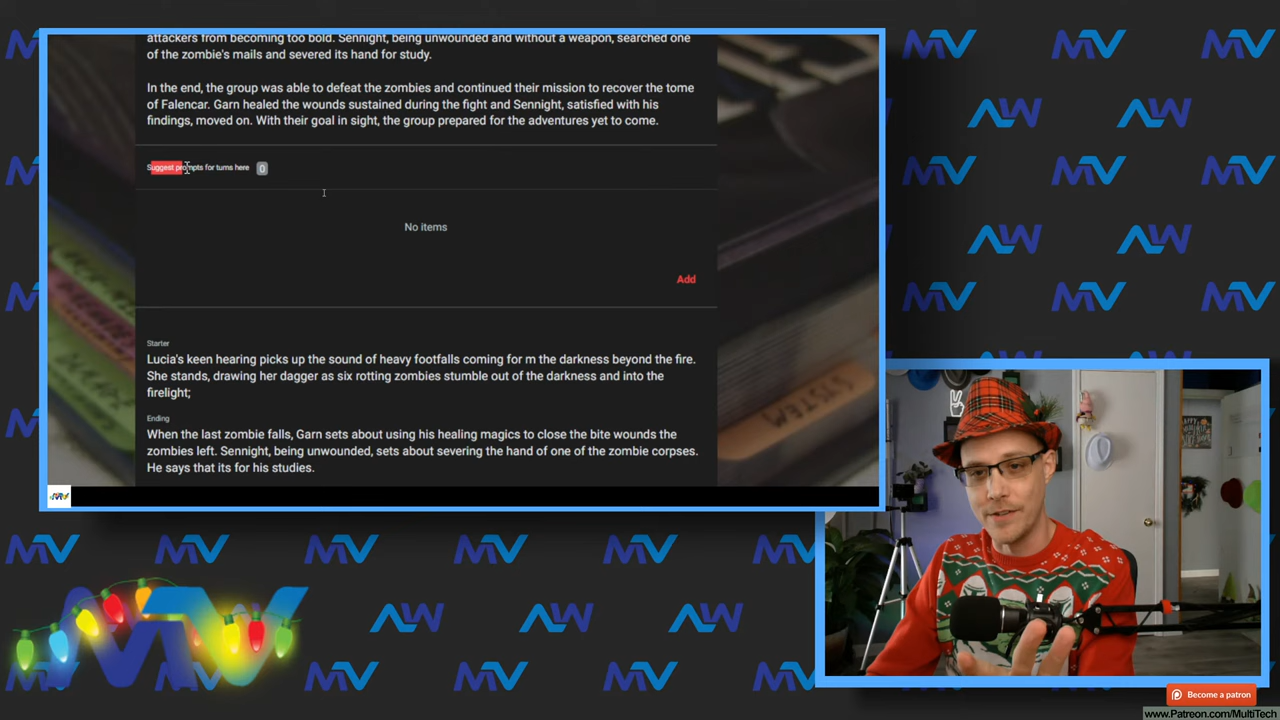 attackers from becoming too bold. Sennight, being unwounded and without a weapon, searched one
of the zombie's mails and severed its hand for study.
In the end, the group was able to defeat the zombies and continued their mission to recover the tome
of Falencar. Garn healed the wounds sustained during the fight and Sennight, satisfied with his
findings, moved on. With their goal in sight, the group prepared for the adventures yet to come.
Suggest prompts for turns here 0
No items
Add
Starter
Lucia's keen hearing picks up the sound of heavy footfalls coming for m the darkness beyond the fire.
She stands, drawing her dagger as six rotting zombies stumble out of the darkness and into the
firelight;
Ending
When the last zombie falls, Garn sets about using his healing magics to close the bite wounds the
zombies left. Sennight, being unwounded, sets about severing the hand of one of the zombie corpses.
He says that its for his studies.
SYSTEM
Become a patron
www.Patreon.com/MultiTech